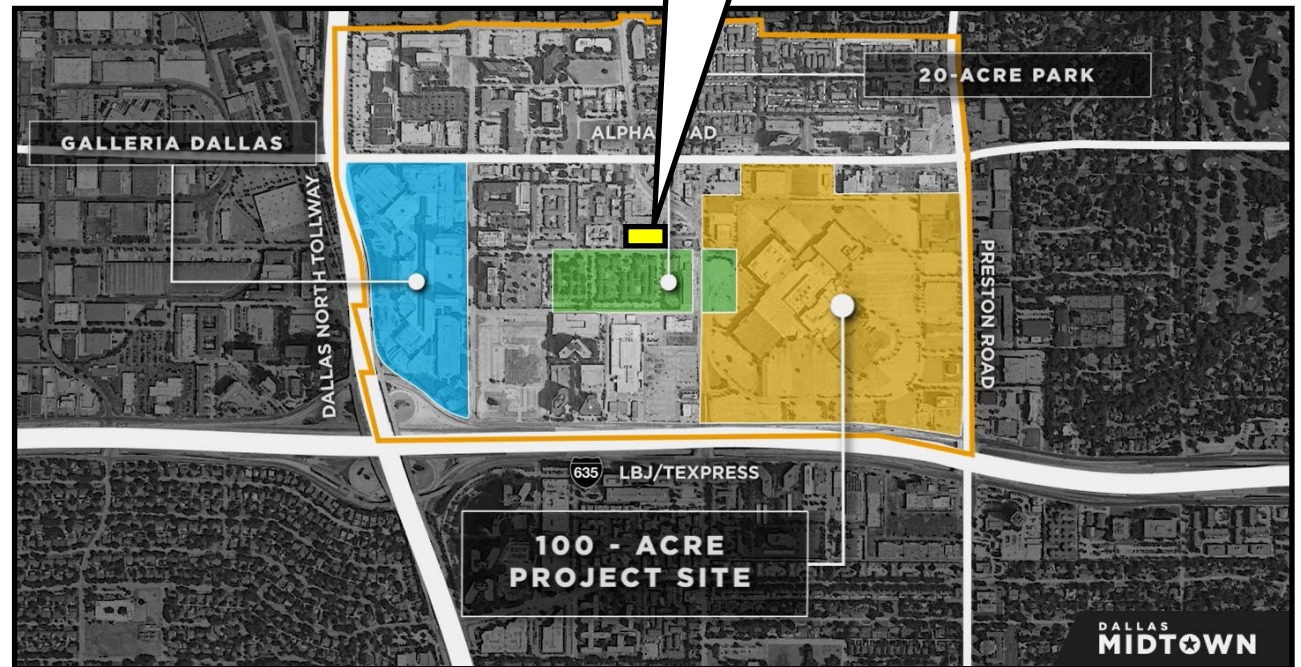 20-ACRE PARK
ALPHA ROAD
GALLERIA DALLAS
DALLAS NORTH TOLLWAY
PRESTON ROAD
635 LBJ/TEXPRESS
100 - ACRE
PROJECT SITE
DALLAS
MIDTOWN